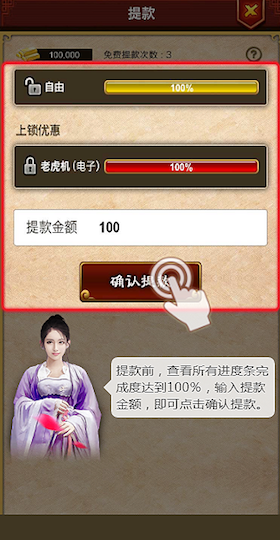 提款
100,000 免费提款次数：3 ?
自由 100%
上锁优惠
老虎机(电子) 100%
提款金额 100
确认提款
提款前，查看所有进度条完
成度达到100%，输入提款
金额，即可点击确认提款。